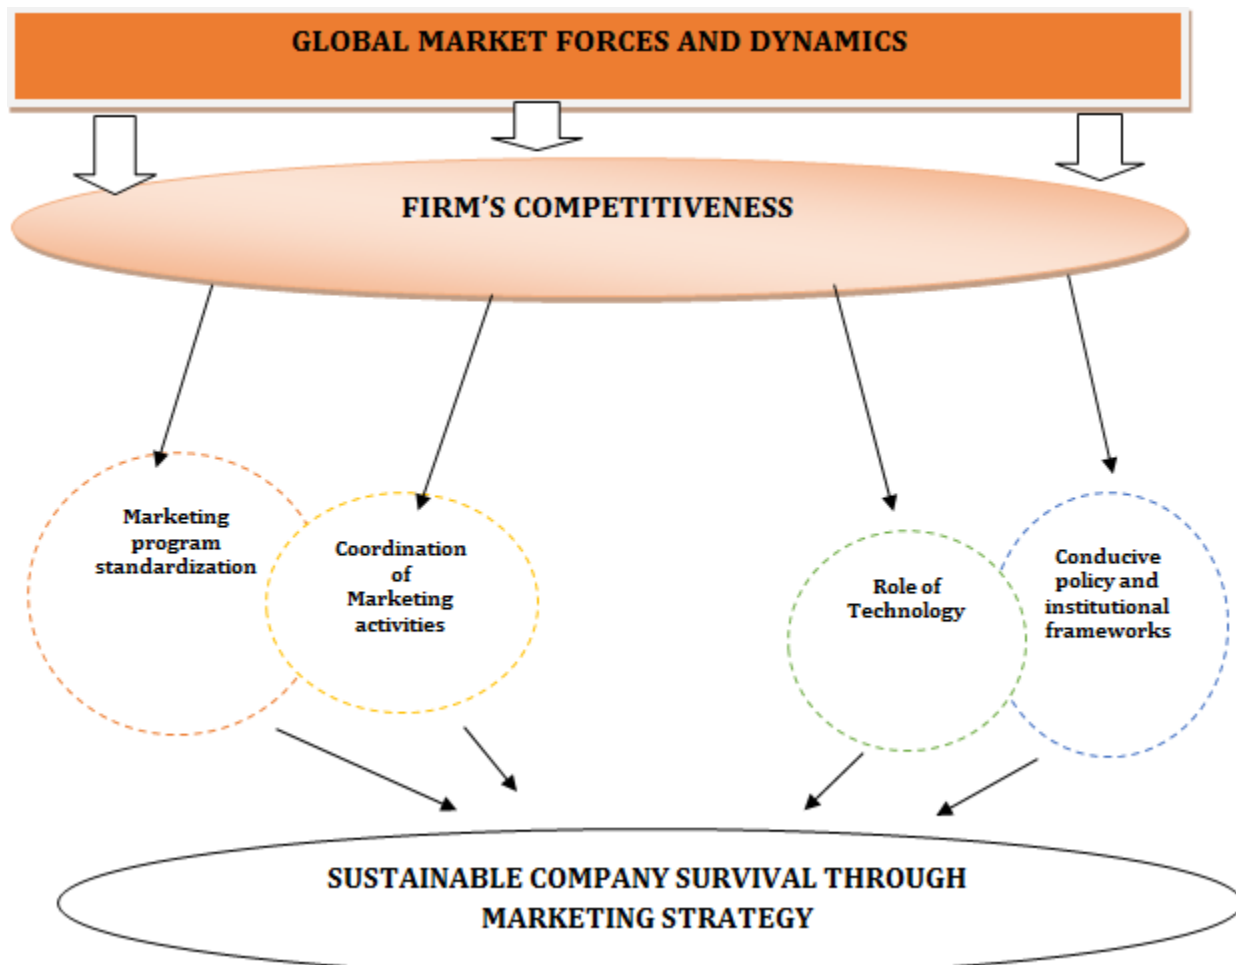 GLOBAL MARKET FORCES AND DYNAMICS
FIRM’S COMPETITIVENESS
Marketing
program
standardization
Coordination
of
Marketing
activities
Role of
Technology
Conducive
policy and
institutional
frameworks
SUSTAINABLE COMPANY SURVIVAL THROUGH
MARKETING STRATEGY